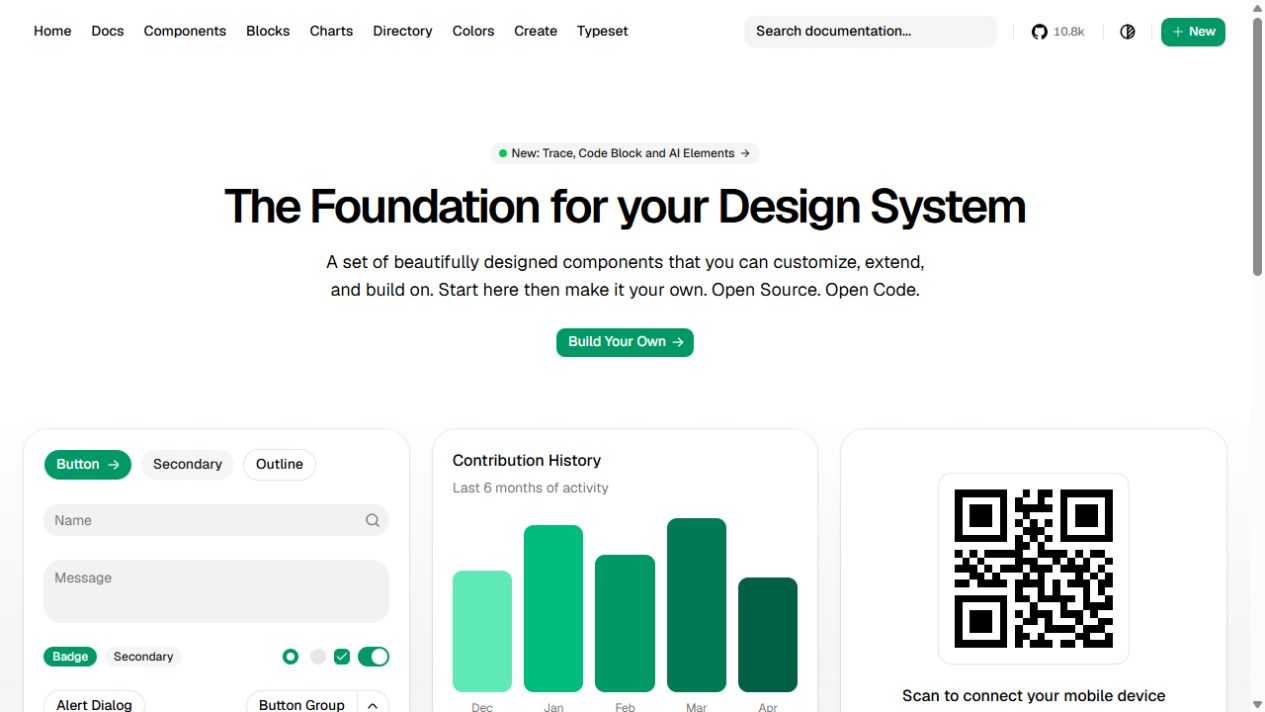 Home Docs Components Blocks Charts Directory Colors Create Typeset Search documentation... 10.8k New
New: Trace, Code Block and AI Elements →
The Foundation for your Design System
A set of beautifully designed components that you can customize, extend,
and build on. Start here then make it your own. Open Source. Open Code.
Build Your Own →
Button → Secondary Outline
Name
Message
Badge Secondary
Alert Dialog Button Group
Contribution History
Last 6 months of activity
Dec Jan Feb Mar Apr
Scan to connect your mobile device